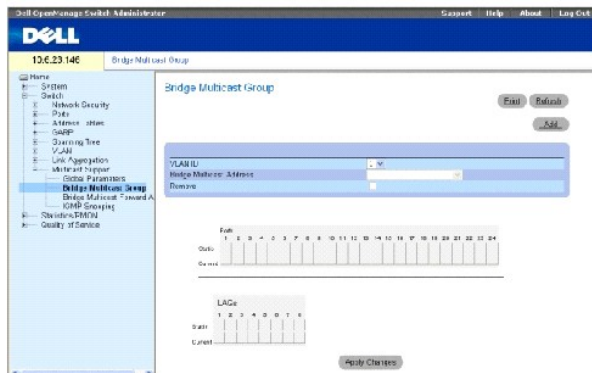 Dell OpenManage Switch Administrator
Support Help About Log Out
DELL
10.6.23.146
Bridge Multicast Group
Home
System
Switch
Network Security
Ports
Address Tables
GARP
Spanning Tree
VLAN
Link Aggregation
Multicast Support
Global Parameters
Bridge Multicast Group
Bridge Multicast Forward A
IGMP Snooping
Statistics/RMON
Quality of Service
Bridge Multicast Group
Print Refresh
Add
VLAN ID
Bridge Multicast Address
Remove
Ports
1 2 3 4 5 6 7 8 9 10 11 12 13 14 15 16 17 18 19 20 21 22 23 24
Static
Current
LAGs
1 2 3 4 5 6 7 8
Static
Current
Apply Changes